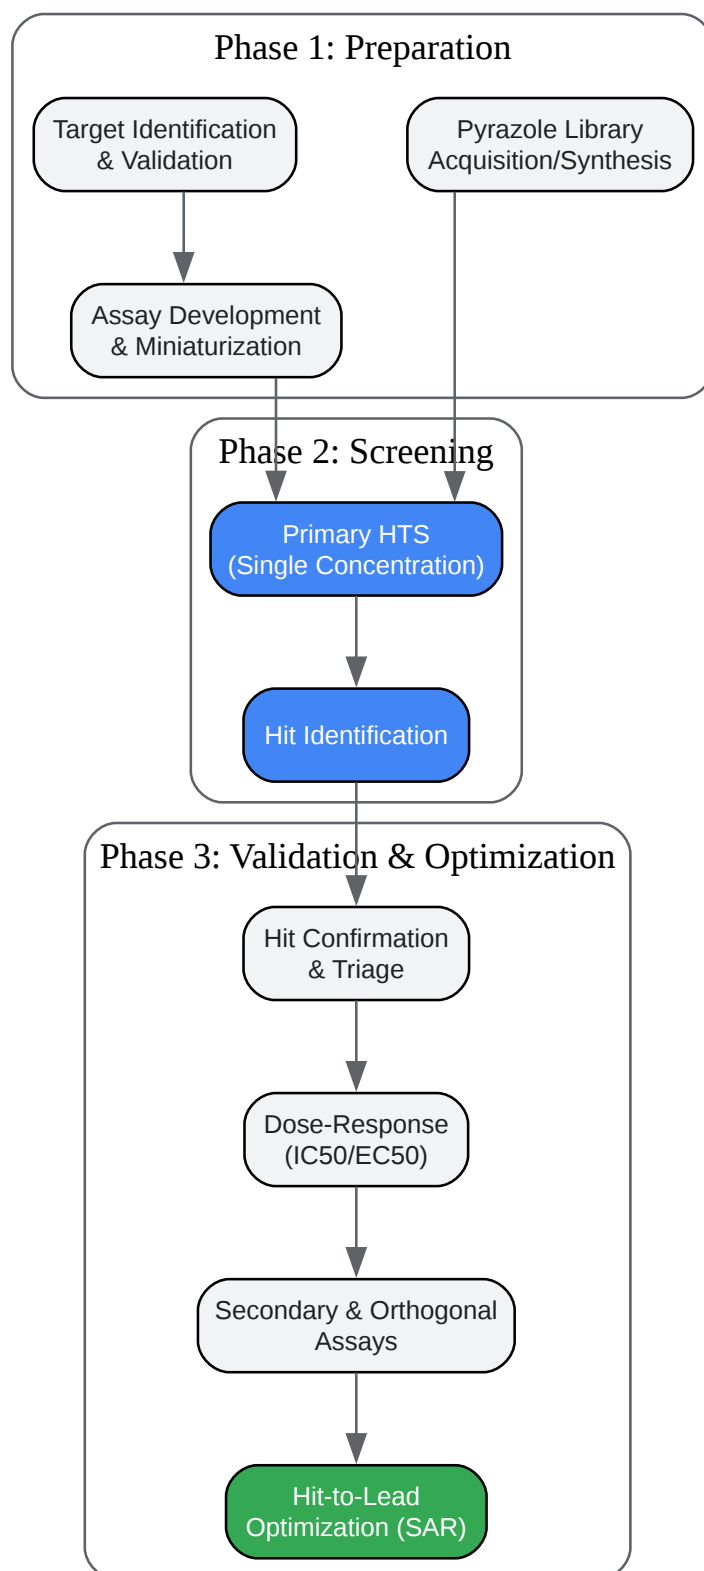 Phase 1: Preparation
Target Identification
& Validation
Pyrazole Library
Acquisition/Synthesis
Assay Development
& Miniaturization
Phase 2: Screening
Primary HTS
(Single Concentration)
Hit Identification
Phase 3: Validation & Optimization
Hit Confirmation
& Triage
Dose-Response
(IC50/EC50)
Secondary & Orthogonal
Assays
Hit-to-Lead
Optimization (SAR)